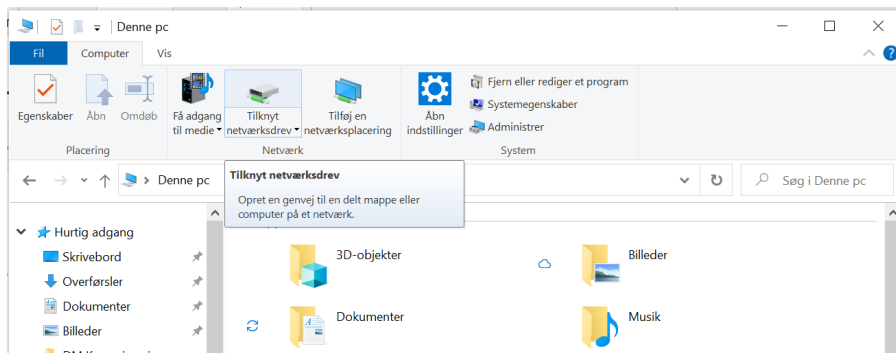 Denne pc
Fil Computer Vis
Egenskaber Åbn Omdøb
Få adgang
til medie
Tilknyt
netværksdrev
Tilføj en
netværksplacering
Åbn
indstillinger
Fjern eller rediger et program
Systemegenskaber
Administrer
Placering Netværk System
Denne pc
Søg i Denne pc
Tilknyt netværksdrev
Opret en genvej til en delt mappe eller
computer på et netværk.
Hurtig adgang
Skrivebord
Overførsler
Dokumenter
Billeder
3D-objekter
Billeder
Dokumenter
Musik